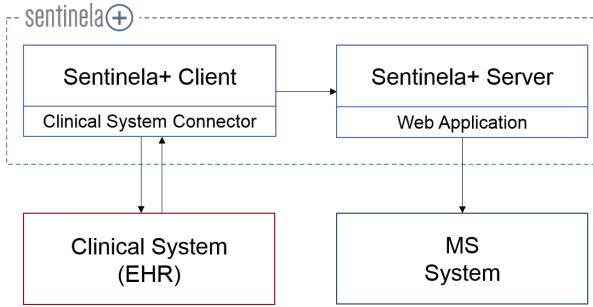 sentinela+
Sentinela+ Client
Clinical System Connector
Sentinela+ Server
Web Application
Clinical System
(EHR)
MS
System